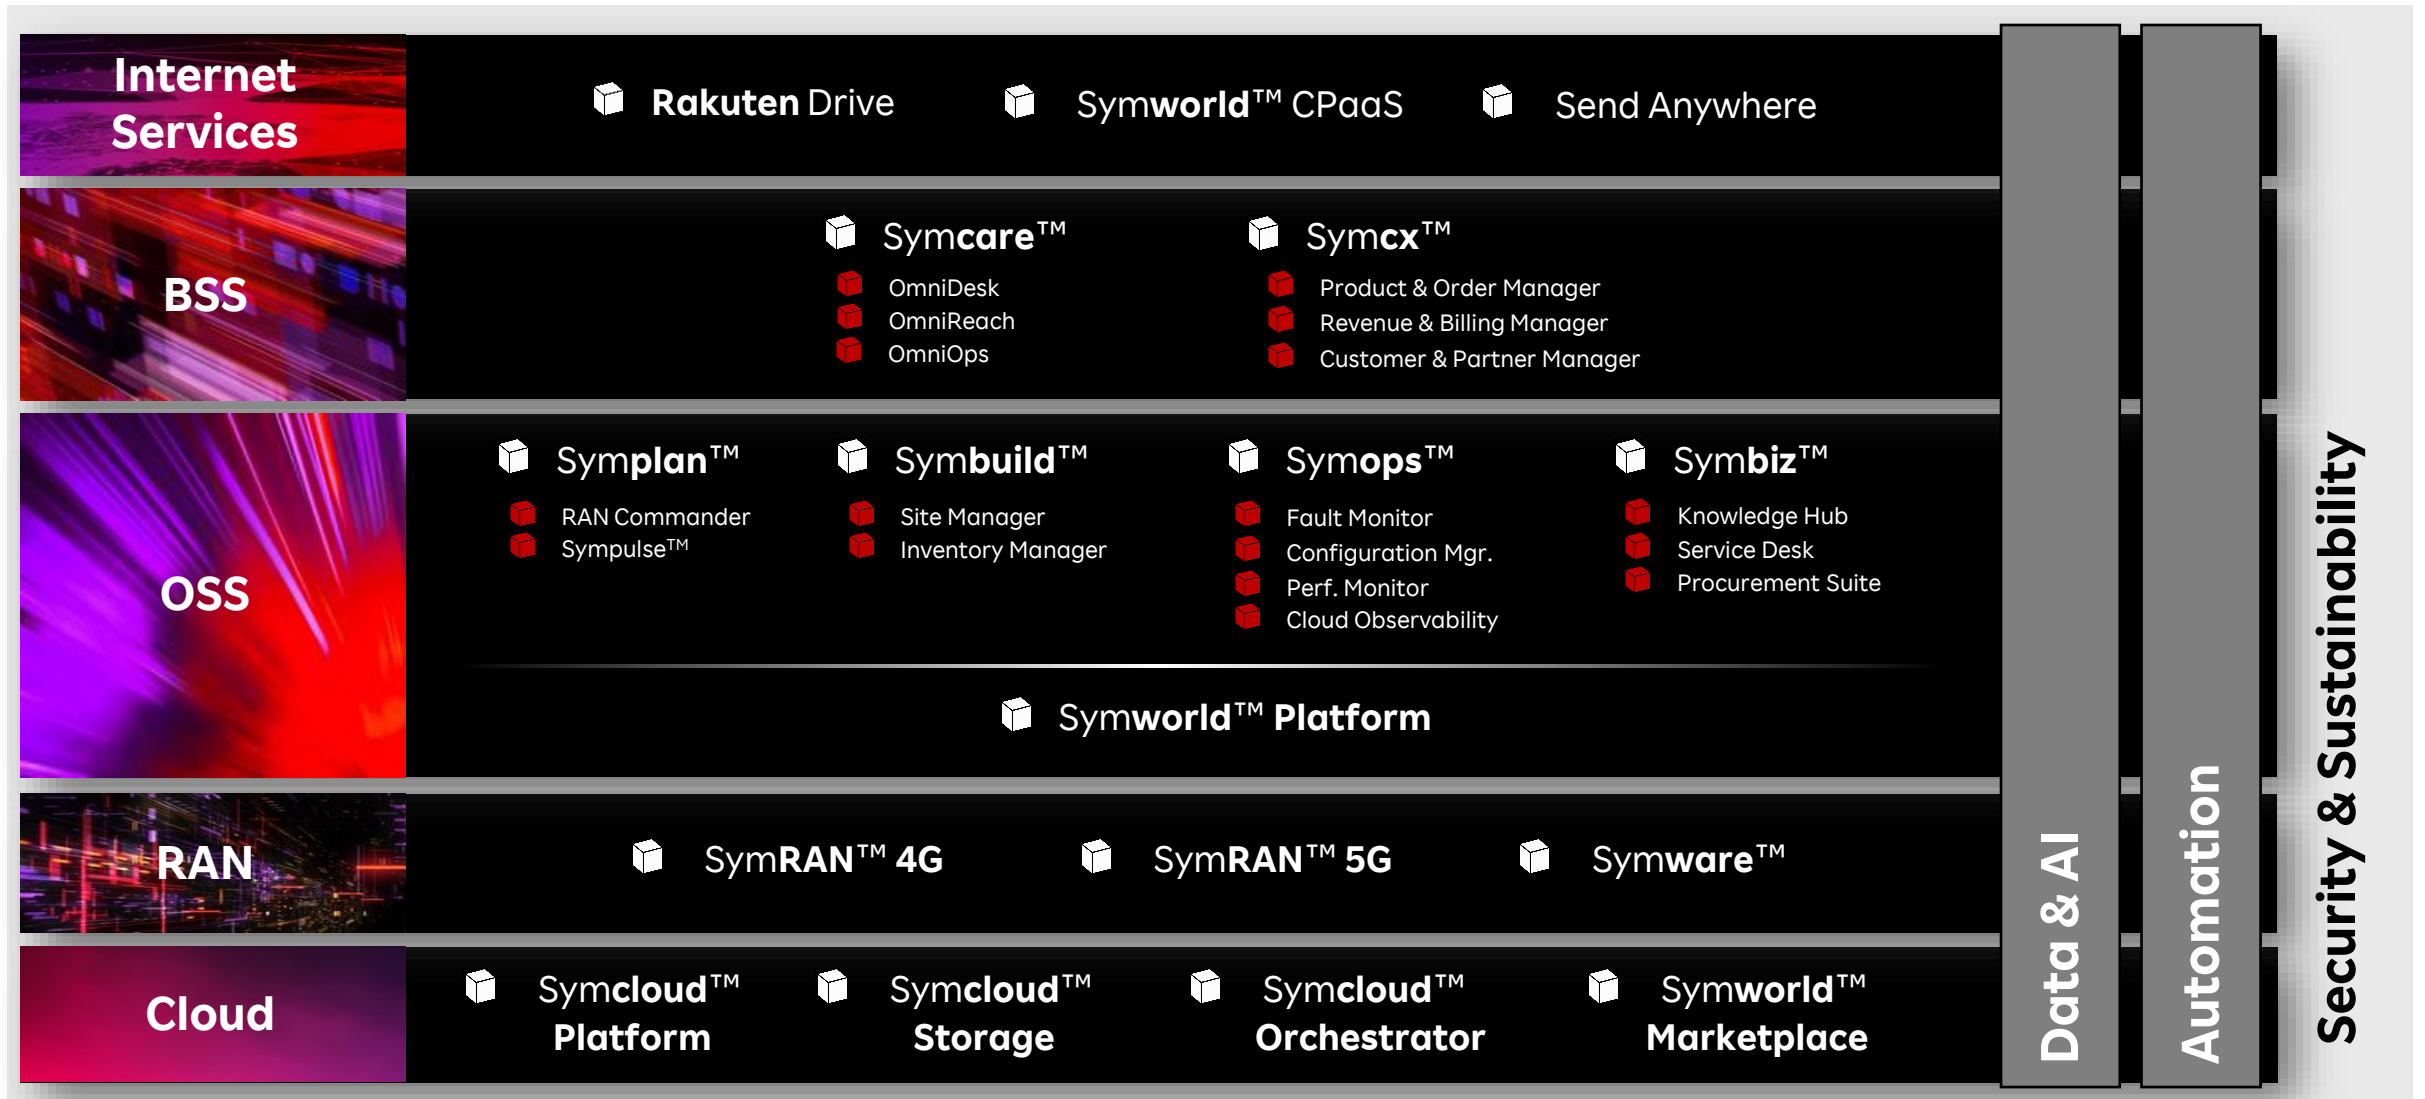 Internet
Services
Rakuten Drive
Symworld™ CPaaS
Send Anywhere
BSS
Symcare™
OmniDesk
OmniReach
OmniOps
Symcx™
Product & Order Manager
Revenue & Billing Manager
Customer & Partner Manager
OSS
Symplan™
RAN Commander
Sympulse™
Symbuild™
Site Manager
Inventory Manager
Symops™
Fault Monitor
Configuration Mgr.
Perf. Monitor
Cloud Observability
Symbiz™
Knowledge Hub
Service Desk
Procurement Suite
Symworld™ Platform
RAN
SymRAN™ 4G
SymRAN™ 5G
Symware™
Cloud
Symcloud™
Platform
Symcloud™
Storage
Symcloud™
Orchestrator
Symworld™
Marketplace
Data & AI
Automation
Security & Sustainability